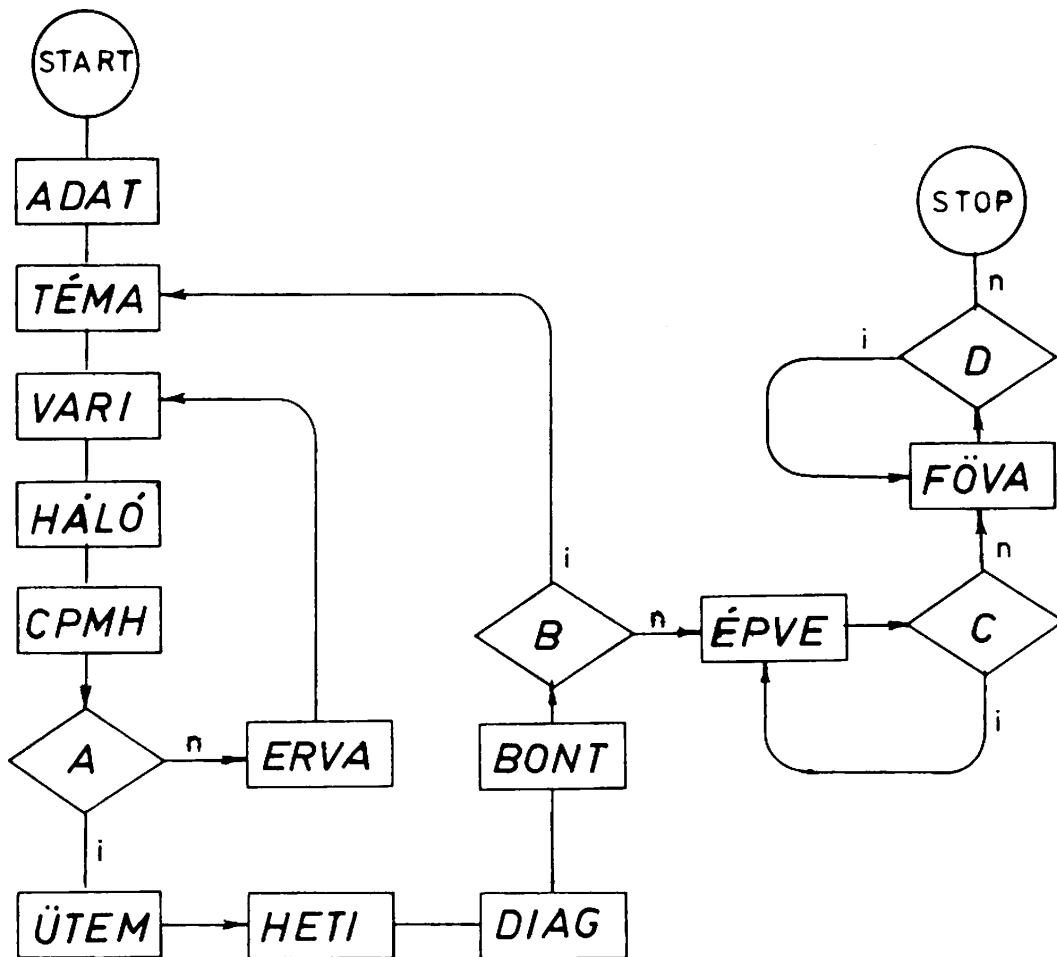 START
ADAT
TÉMA
VARI
HÁLÓ
CPMH
A
n
ERVA
i
ÜTEM
HETI
DIAG
BONT
B
i
n
ÉPVE
C
i
n
FÖVA
D
i
n
STOP